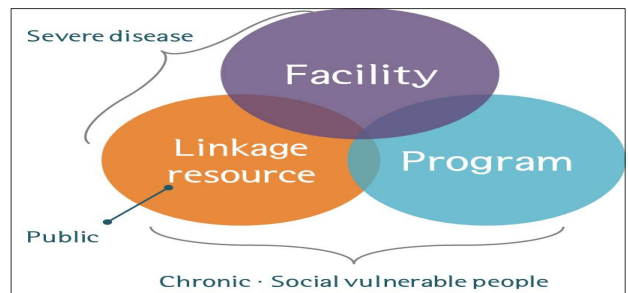 Severe disease
Facility
Linkage
resource
Program
Public
Chronic · Social vulnerable people